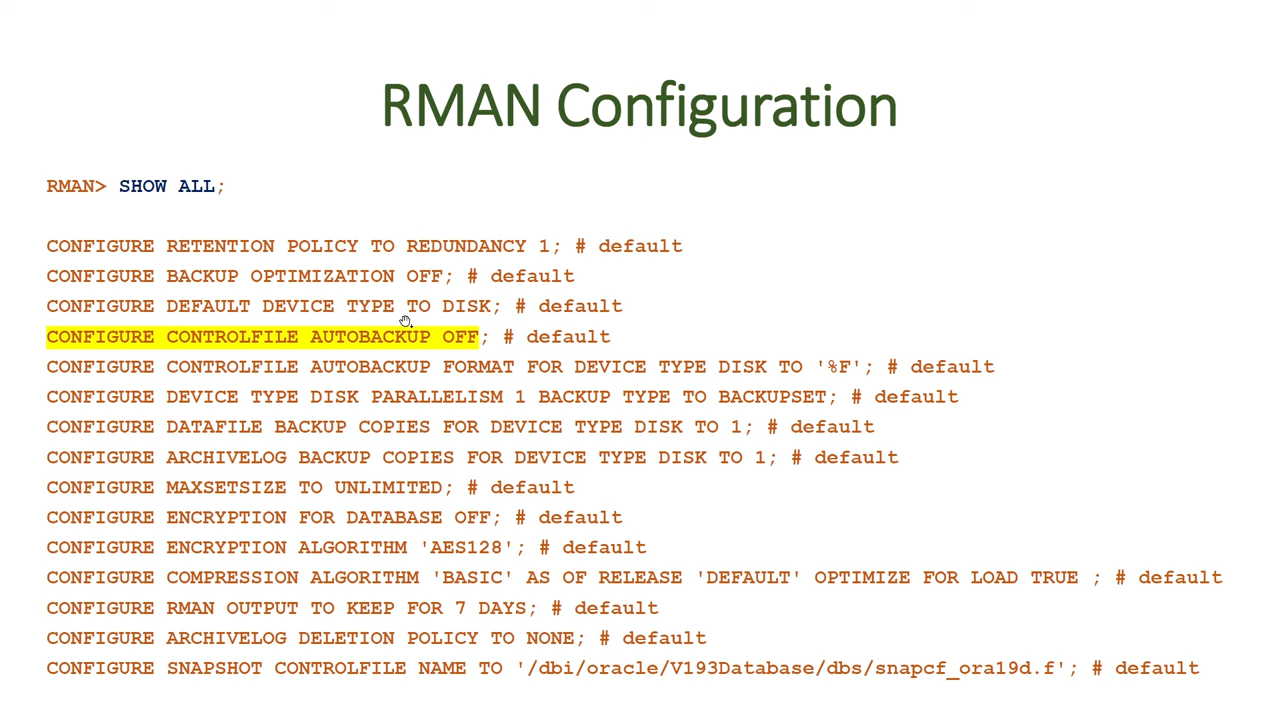 RMAN Configuration
RMAN> SHOW ALL;
CONFIGURE RETENTION POLICY TO REDUNDANCY 1; # default
CONFIGURE BACKUP OPTIMIZATION OFF; # default
CONFIGURE DEFAULT DEVICE TYPE TO DISK; # default
CONFIGURE CONTROLFILE AUTOBACKUP OFF; # default
CONFIGURE CONTROLFILE AUTOBACKUP FORMAT FOR DEVICE TYPE DISK TO '%F'; # default
CONFIGURE DEVICE TYPE DISK PARALLELISM 1 BACKUP TYPE TO BACKUPSET; # default
CONFIGURE DATAFILE BACKUP COPIES FOR DEVICE TYPE DISK TO 1; # default
CONFIGURE ARCHIVELOG BACKUP COPIES FOR DEVICE TYPE DISK TO 1; # default
CONFIGURE MAXSETSIZE TO UNLIMITED; # default
CONFIGURE ENCRYPTION FOR DATABASE OFF; # default
CONFIGURE ENCRYPTION ALGORITHM 'AES128'; # default
CONFIGURE COMPRESSION ALGORITHM 'BASIC' AS OF RELEASE 'DEFAULT' OPTIMIZE FOR LOAD TRUE ; # default
CONFIGURE RMAN OUTPUT TO KEEP FOR 7 DAYS; # default
CONFIGURE ARCHIVELOG DELETION POLICY TO NONE; # default
CONFIGURE SNAPSHOT CONTROLFILE NAME TO '/dbi/oracle/V193Database/dbs/snapcf_ora19d.f'; # default